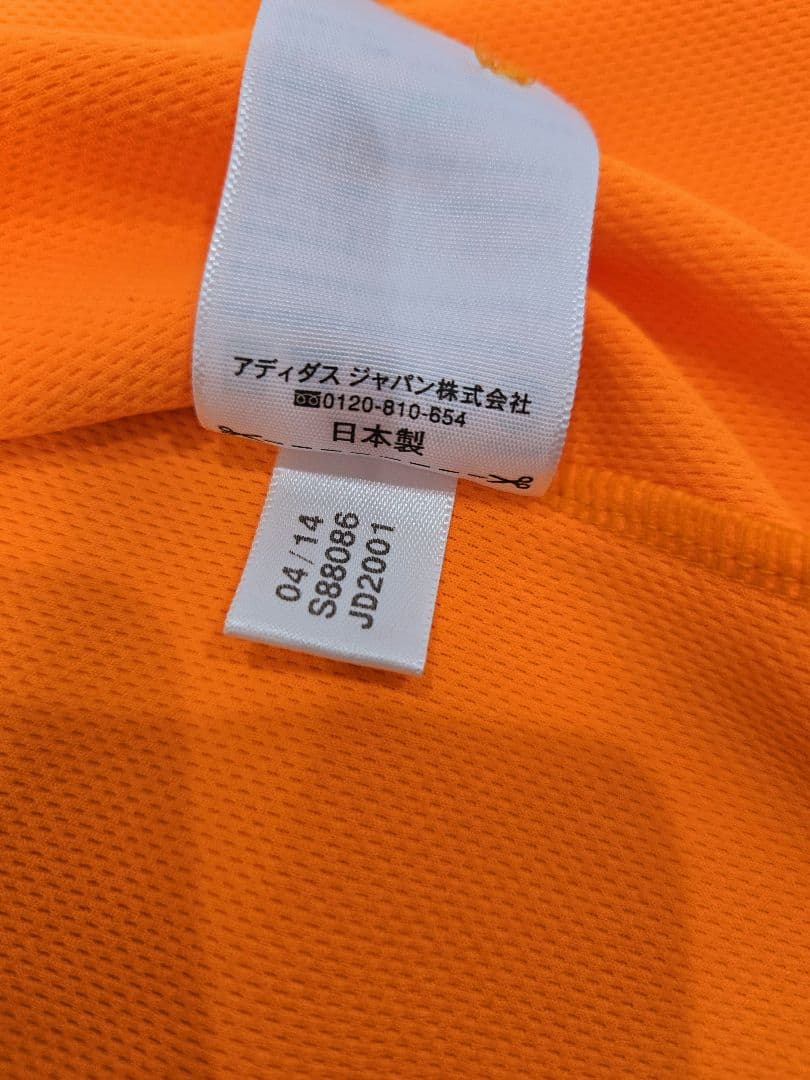 アディダス ジャパン株式会社
0120-810-654
日本製
04/14
S88086
JD2001